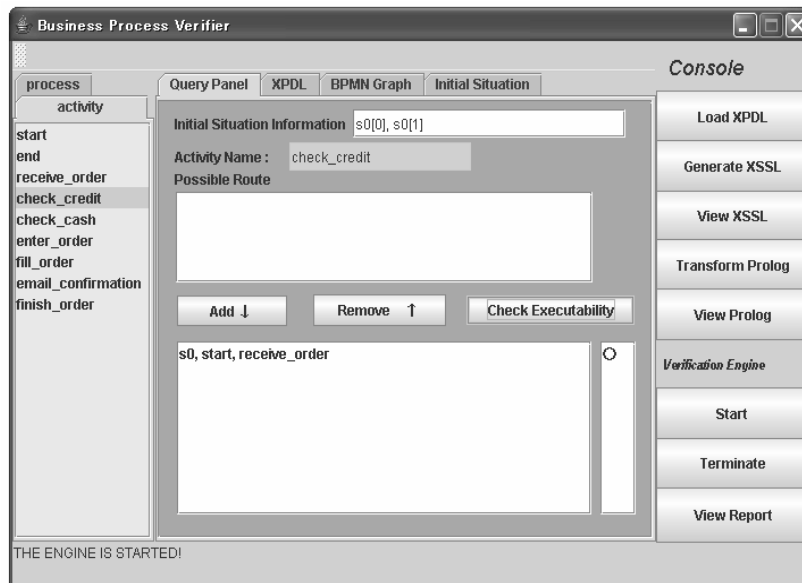 Business Process Verifier
process
activity
start
end
receive_order
check_credit
check_cash
enter_order
fill_order
email_confirmation
finish_order
Query Panel XPDL BPMN Graph Initial Situation
Initial Situation Information s0[0], s0[1]
Activity Name : check_credit
Possible Route
Add ↓ Remove ↑ Check Executability
s0, start, receive_order O
Console
Load XPDL
Generate XSSL
View XSSL
Transform Prolog
View Prolog
Verification Engine
Start
Terminate
View Report
THE ENGINE IS STARTED!